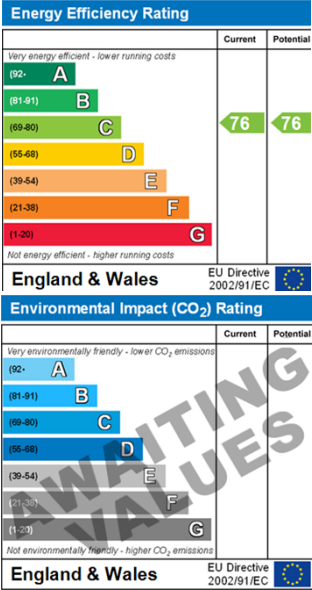 Energy Efficiency Rating
Current Potential
Very energy efficient - lower running costs
(92- A
(81-91) B
(69-80) C 76 76
(55-68) D
(39-54) E
(21-38) F
(1-20) G
Not energy efficient - higher running costs
England & Wales
EU Directive
2002/91/EC
Environmental Impact (CO₂) Rating
Current Potential
Very environmentally friendly - lower CO₂ emissions
(92- A
(81-91) B
(69-80) C
(55-68) D
(39-54) E
(21-38) F
(1-20) G
AWAITING
VALUES
Not environmentally friendly - higher CO₂ emissions
England & Wales
EU Directive
2002/91/EC